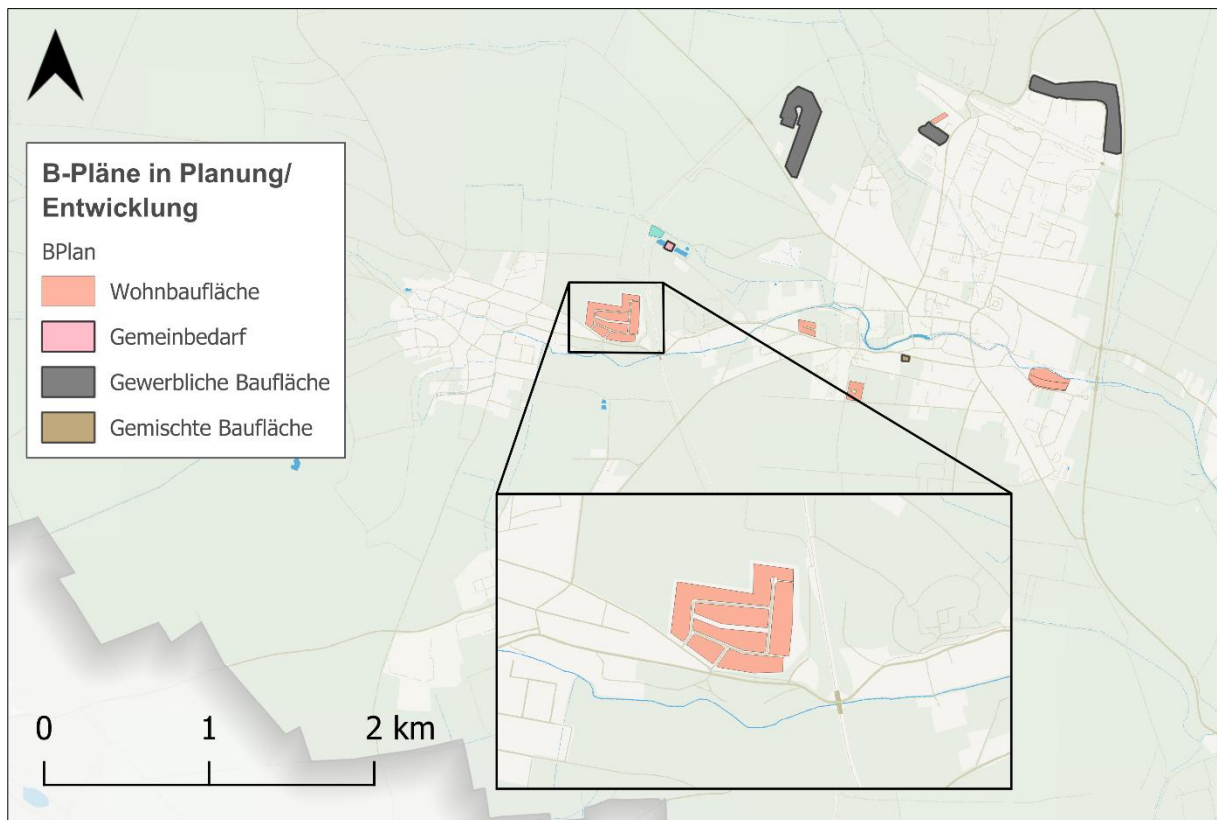 B-Pläne in Planung/
Entwicklung
BPlan
Wohnbaufläche
Gemeinbedarf
Gewerbliche Baufläche
Gemischte Baufläche
0 1 2 km